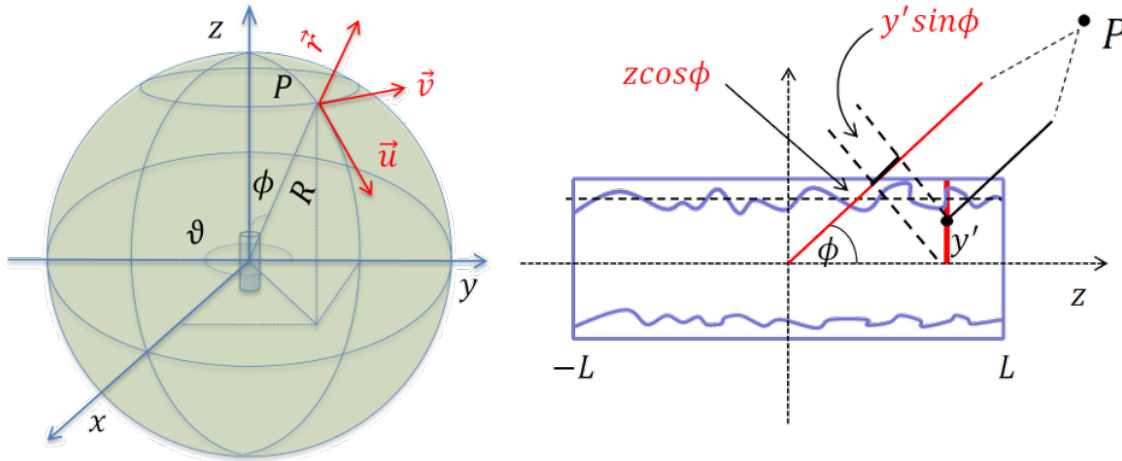 z
r⃗
P
v⃗
u⃗
ϕ
R
ϑ
y
x
y′sinϕ
P
zcosϕ
ϕ
y′
z
−L
L